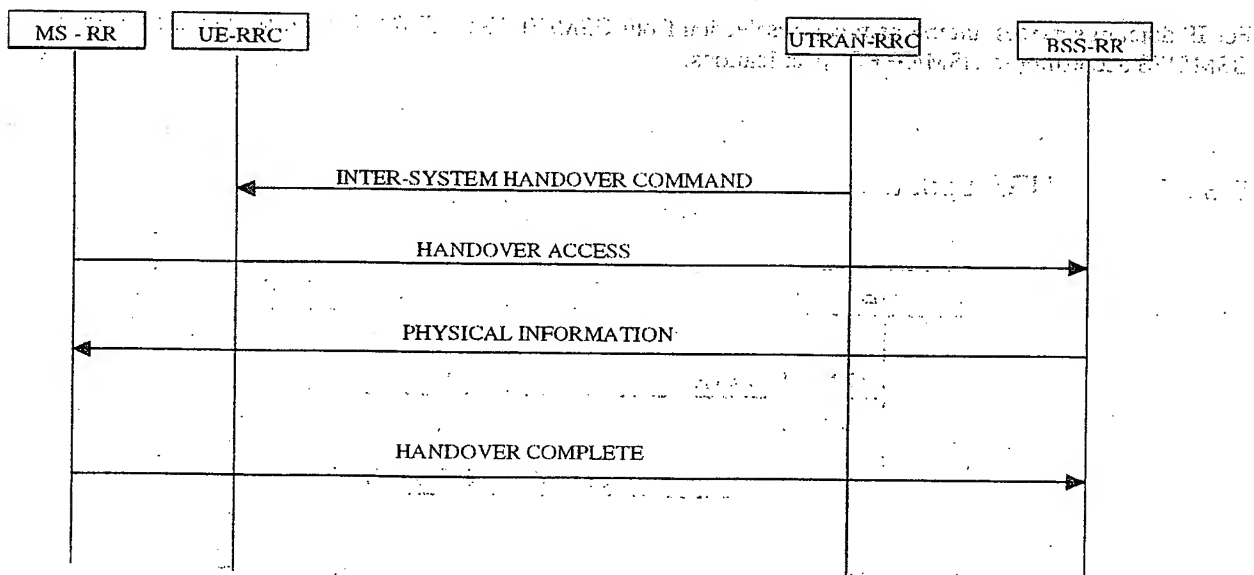 MS - RR
UE-RRC
UTRAN-RRC
BSS-RR
INTER-SYSTEM HANDOVER COMMAND
HANDOVER ACCESS
PHYSICAL INFORMATION
HANDOVER COMPLETE